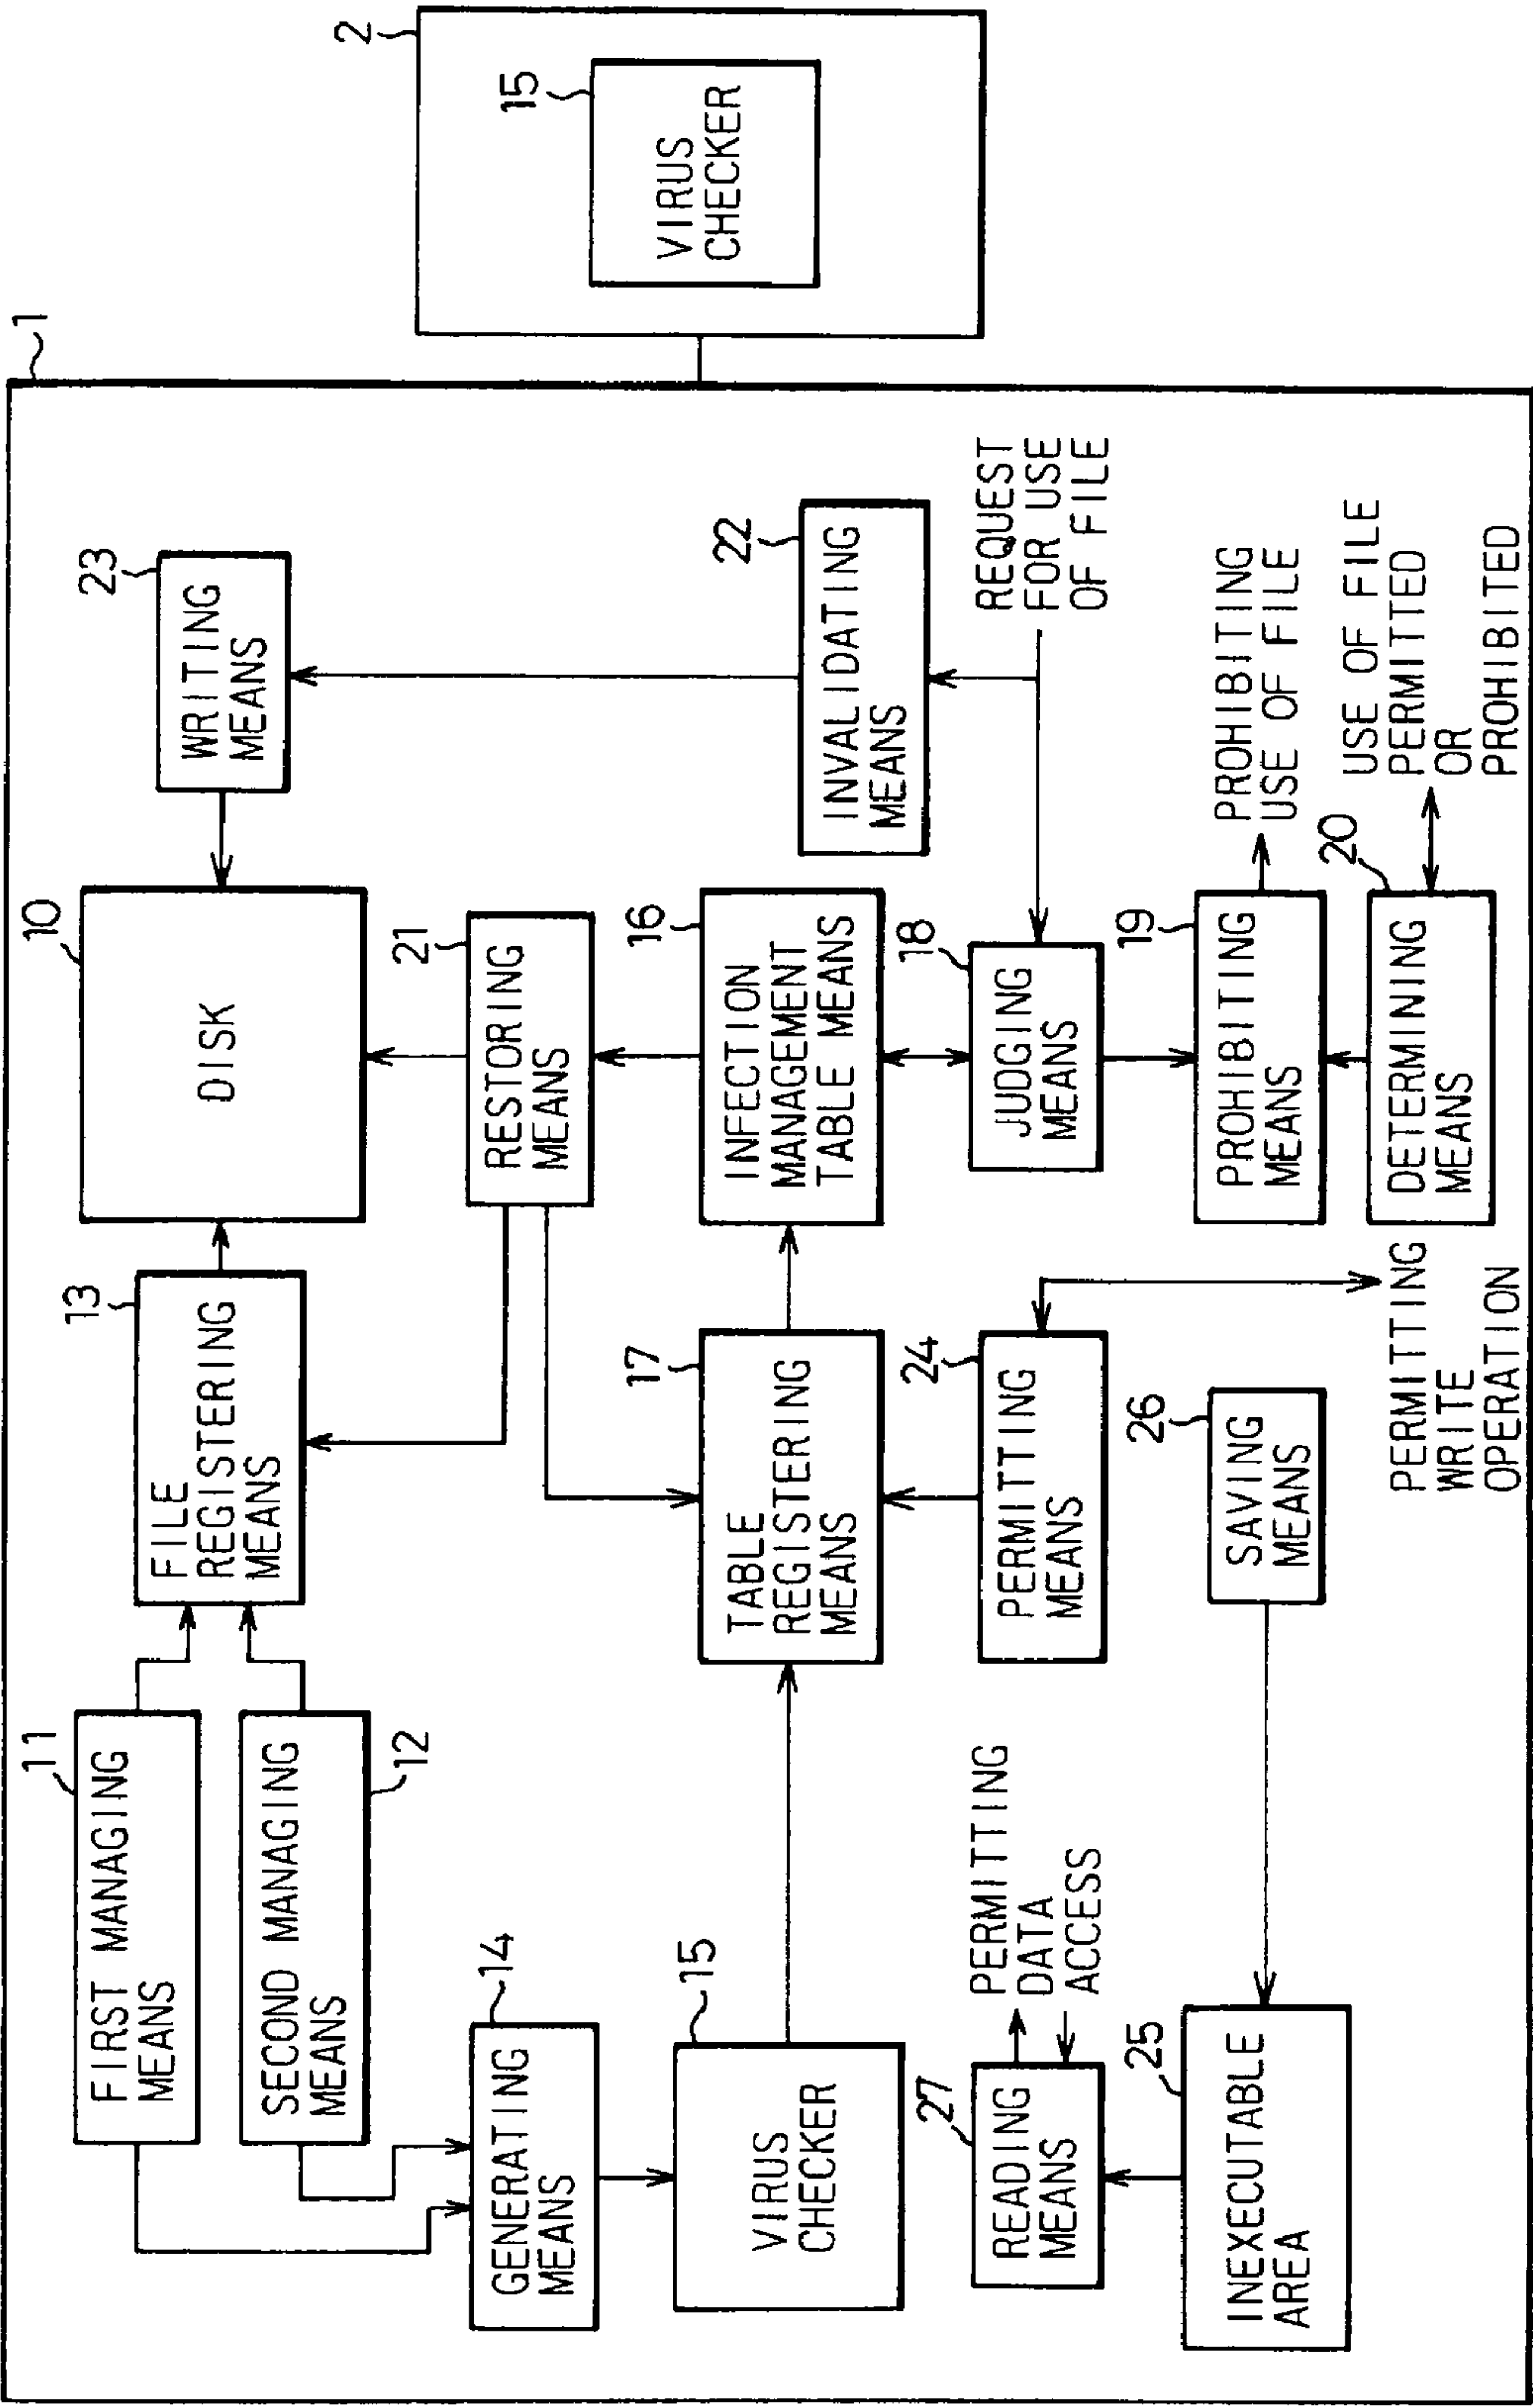 1
11
FIRST MANAGING
MEANS
SECOND MANAGING
MEANS
12
13
FILE
REGISTERING
MEANS
10
DISK
23
WRITING
MEANS
14
GENERATING
MEANS
21
RESTORING
MEANS
2
15
VIRUS
CHECKER
15
VIRUS
CHECKER
17
TABLE
REGISTERING
MEANS
16
INFECTION
MANAGEMENT
TABLE MEANS
22
INVALIDATING
MEANS
27
READING
MEANS
PERMITTING
DATA
ACCESS
24
PERMITTING
MEANS
18
JUDGING
MEANS
REQUEST
FOR USE
OF FILE
25
INEXECUTABLE
AREA
26
SAVING
MEANS
19
PROHIBITING
MEANS
PROHIBITING
USE OF FILE
PERMITTING
WRITE
OPERATION
20
DETERMINING
MEANS
USE OF FILE
PERMITTED
OR
PROHIBITED